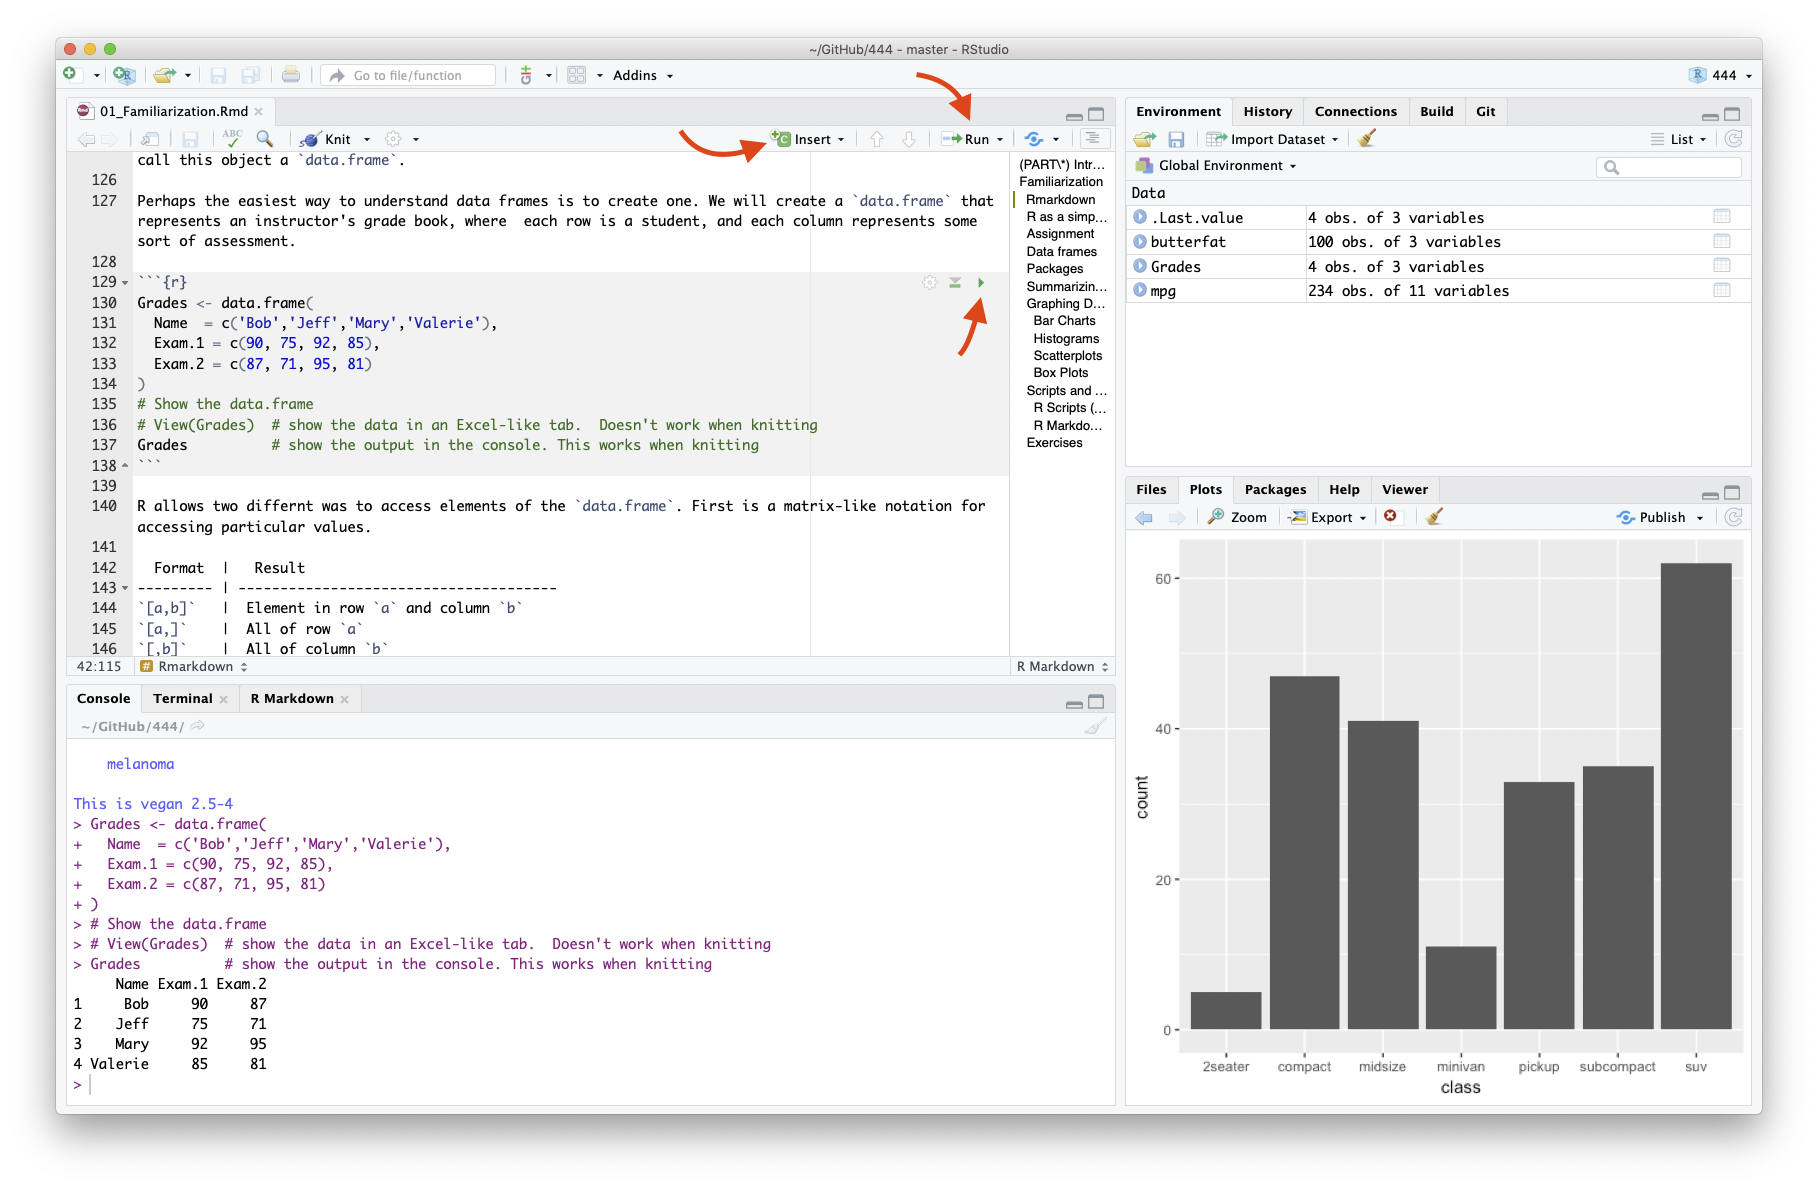 ~/GitHub/444 - master - RStudio
Go to file/function
Addins
444
01_Familiarization.Rmd
ABC
Knit
Insert
Run
call this object a `data.frame`.
126
127 Perhaps the easiest way to understand data frames is to create one. We will create a `data.frame` that
represents an instructor's grade book, where  each row is a student, and each column represents some
sort of assessment.
128
129 ```{r}
130 Grades <- data.frame(
131   Name  = c('Bob','Jeff','Mary','Valerie'),
132   Exam.1 = c(90, 75, 92, 85),
133   Exam.2 = c(87, 71, 95, 81)
134 )
135 # Show the data.frame
136 # View(Grades)  # show the data in an Excel-like tab.  Doesn't work when knitting
137 Grades          # show the output in the console. This works when knitting
138 ```
139
140 R allows two differnt was to access elements of the `data.frame`. First is a matrix-like notation for
accessing particular values.
141
142   Format  |   Result
143 --------- | --------------------------------------
144 `[a,b]`   |  Element in row `a` and column `b`
145 `[a,]`    |  All of row `a`
146 `[,b]`    |  All of column `b`
42:115 # Rmarkdown R Markdown
(PART\*) Intr...
Familiarization
Rmarkdown
R as a simp...
Assignment
Data frames
Packages
Summarizin...
Graphing D...
Bar Charts
Histograms
Scatterplots
Box Plots
Scripts and ...
R Scripts (...
R Markdo...
Exercises
Console Terminal R Markdown
~/GitHub/444/
melanoma
This is vegan 2.5-4
> Grades <- data.frame(
+   Name  = c('Bob','Jeff','Mary','Valerie'),
+   Exam.1 = c(90, 75, 92, 85),
+   Exam.2 = c(87, 71, 95, 81)
+ )
> # Show the data.frame
> # View(Grades)  # show the data in an Excel-like tab.  Doesn't work when knitting
> Grades          # show the output in the console. This works when knitting
     Name Exam.1 Exam.2
1     Bob     90     87
2    Jeff     75     71
3    Mary     92     95
4 Valerie     85     81
>
Environment History Connections Build Git
Import Dataset List
Global Environment
Data
.Last.value 4 obs. of 3 variables
butterfat 100 obs. of 3 variables
Grades 4 obs. of 3 variables
mpg 234 obs. of 11 variables
Files Plots Packages Help Viewer
Zoom Export Publish
60
40
20
0
count
2seater compact midsize minivan pickup subcompact suv
class